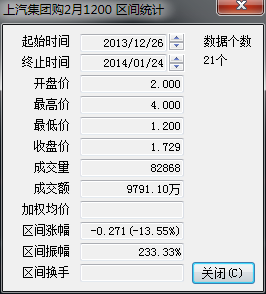 上汽集团购2月1200 区间统计
起始时间 2013/12/26 数据个数
终止时间 2014/01/24 21个
开盘价 2.000
最高价 4.000
最低价 1.200
收盘价 1.729
成交量 82868
成交额 9791.10万
加权均价
区间涨幅 -0.271(-13.55%)
区间振幅 233.33%
区间换手 关闭(C)